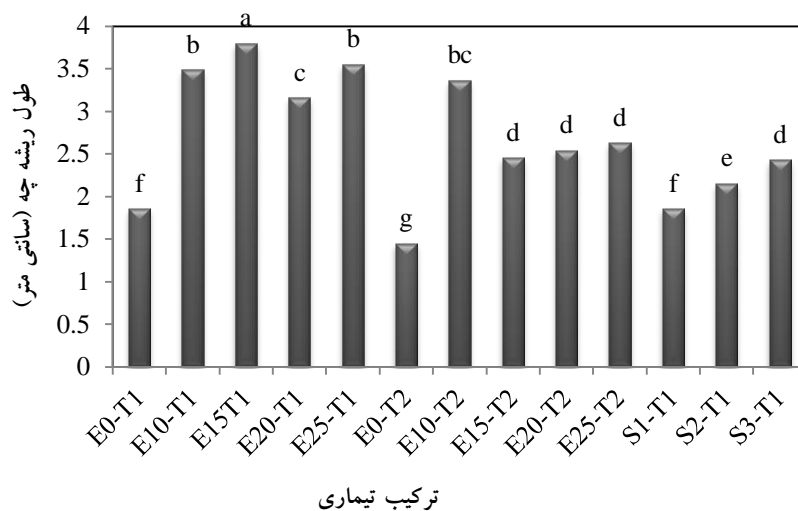 4
3.5
3
2.5
2
1.5
1
0.5
0
طول ریشه چه (سانتی متر)
f
b
a
c
b
g
bc
d
d
d
f
e
d
E0-T1
E10-T1
E15T1
E20-T1
E25-T1
E0-T2
E10-T2
E15-T2
E20-T2
E25-T2
S1-T1
S2-T1
S3-T1
ترکیب تیماری